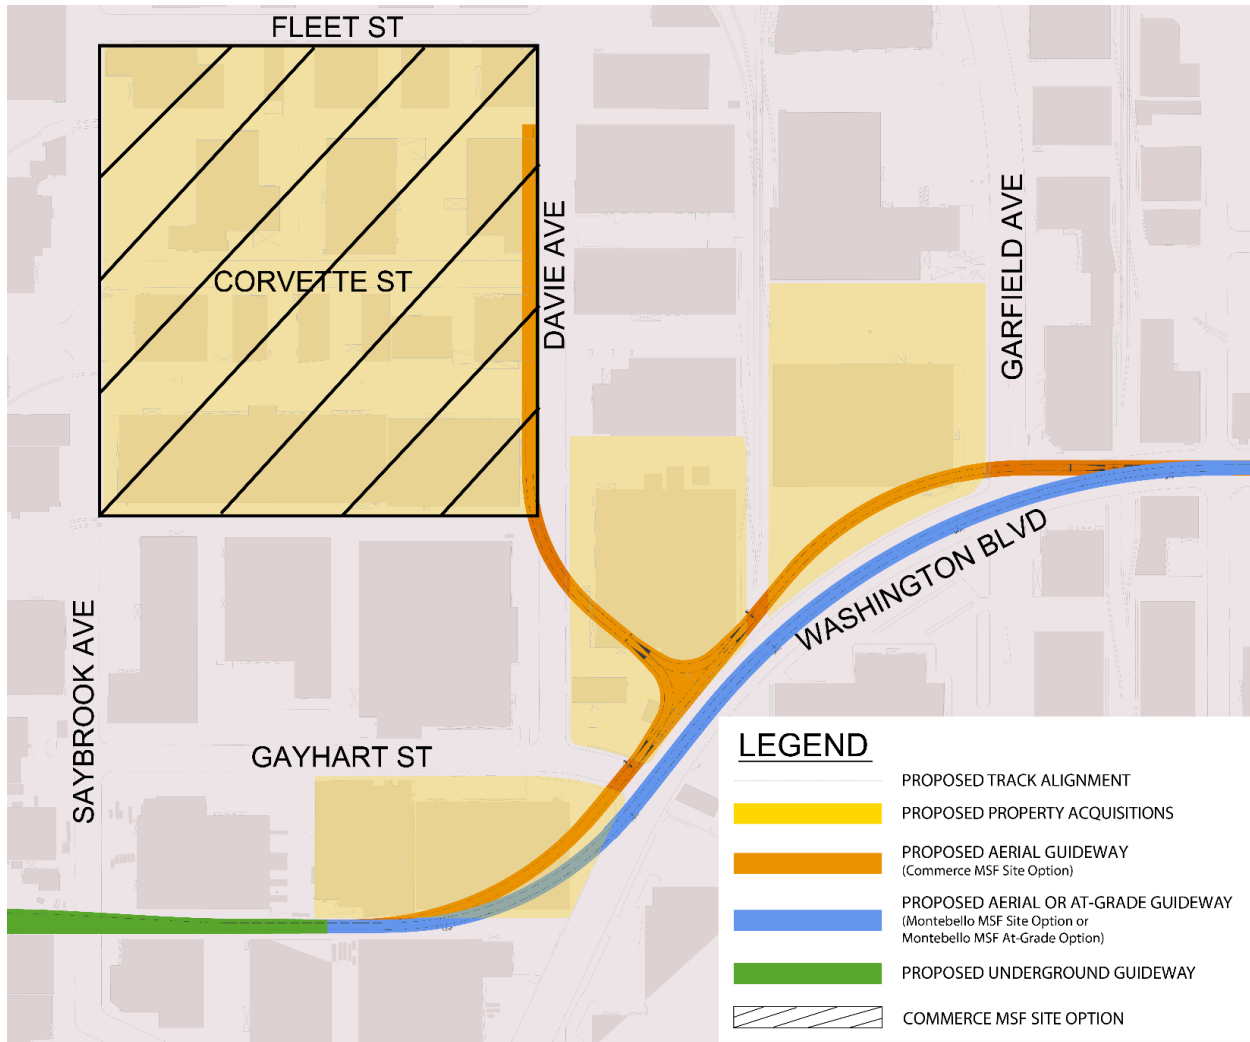 FLEET ST
DAVIE AVE
GARFIELD AVE
CORVETTE ST
WASHINGTON BLVD
SAYBROOK AVE
GAYHART ST
LEGEND
PROPOSED TRACK ALIGNMENT
PROPOSED PROPERTY ACQUISITIONS
PROPOSED AERIAL GUIDEWAY
(Commerce MSF Site Option)
PROPOSED AERIAL OR AT-GRADE GUIDEWAY
(Montebello MSF Site Option or
Montebello MSF At-Grade Option)
PROPOSED UNDERGROUND GUIDEWAY
COMMERCE MSF SITE OPTION